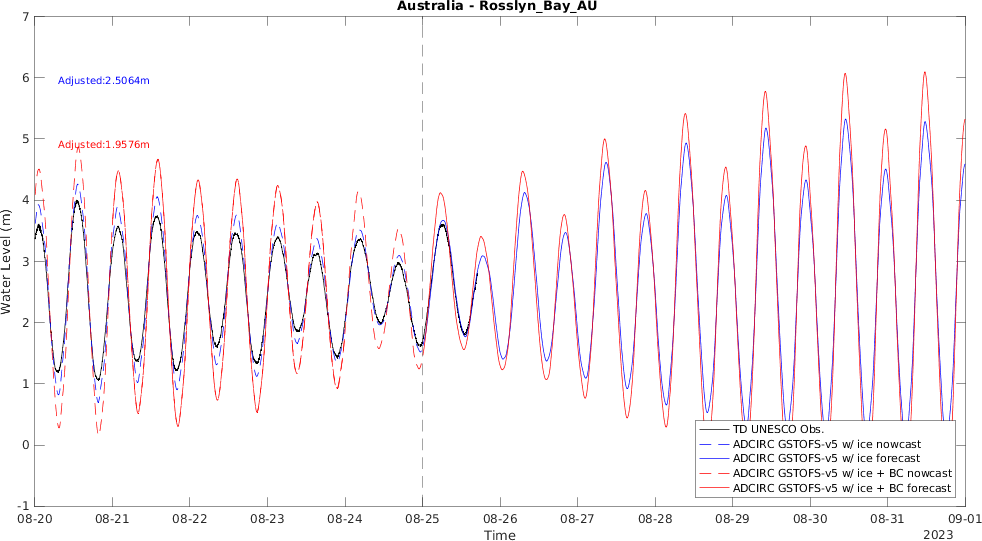 Australia - Rosslyn_Bay_AU
7
6
5
4
3
2
1
0
-1
Water Level (m)
Adjusted:2.5064m
Adjusted:1.9576m
TD UNESCO Obs.
ADCIRC GSTOFS-v5 w/ ice nowcast
ADCIRC GSTOFS-v5 w/ ice forecast
ADCIRC GSTOFS-v5 w/ ice + BC nowcast
ADCIRC GSTOFS-v5 w/ ice + BC forecast
08-20 08-21 08-22 08-23 08-24 08-25 08-26 08-27 08-28 08-29 08-30 08-31 09-01
Time
2023